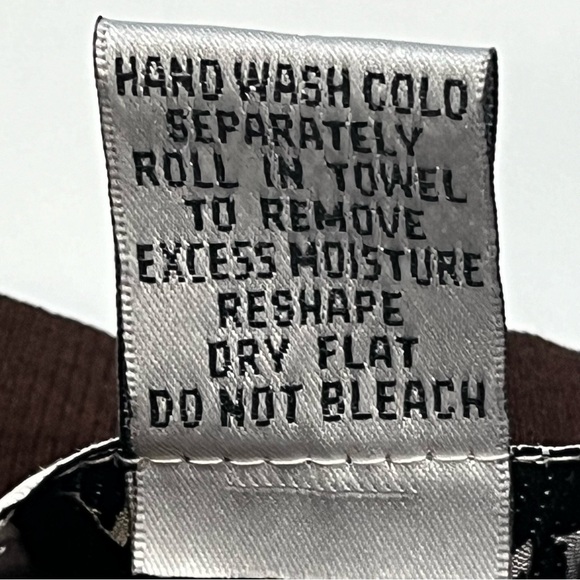 HAND WASH COLD
SEPARATELY
ROLL IN TOWEL
TO REMOVE
EXCESS MOISTURE
RESHAPE
DRY FLAT
DO NOT BLEACH